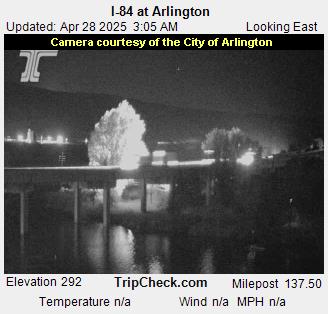 I-84 at Arlington
Updated: Apr 28 2025 3:05 AM Looking East
Camera courtesy of the City of Arlington
Elevation 292 TripCheck.com Milepost 137.50
Temperature n/a Wind n/a MPH n/a